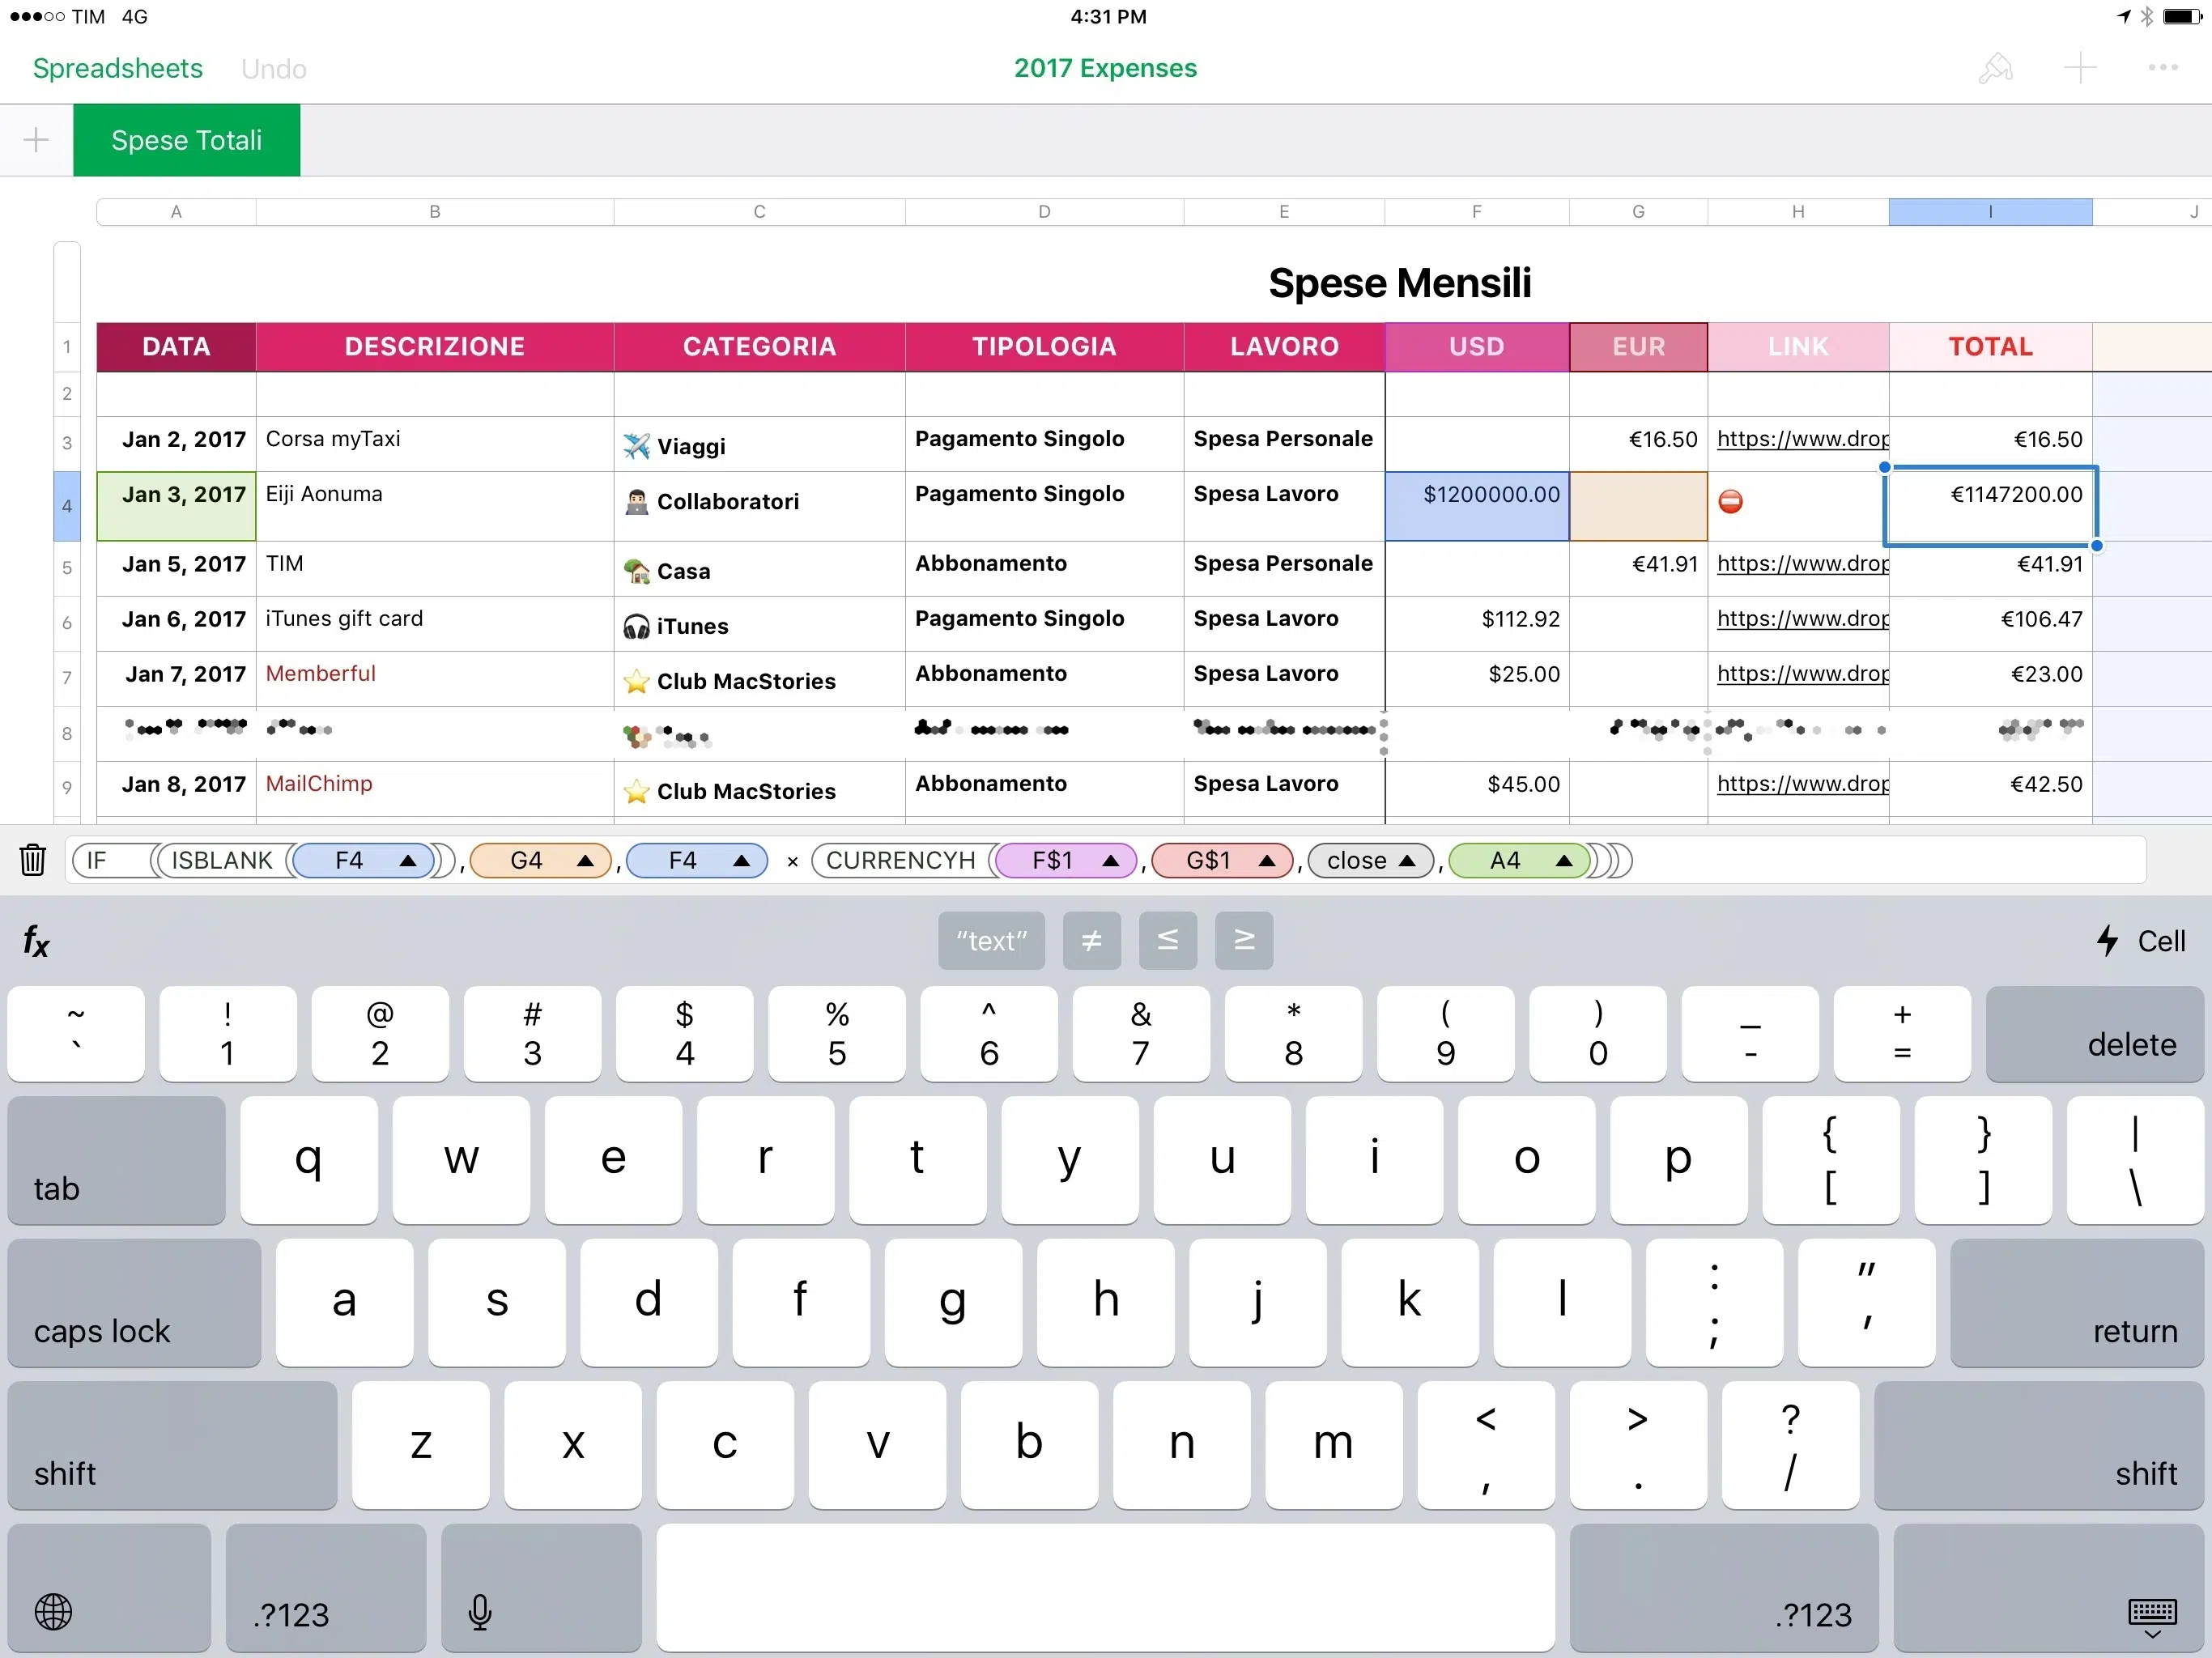 TIM 4G 4:31 PM
Spreadsheets Undo 2017 Expenses
Spese Totali
A B C D E F G H I J
Spese Mensili
1 DATA DESCRIZIONE CATEGORIA TIPOLOGIA LAVORO USD EUR LINK TOTAL
2
3 Jan 2, 2017 Corsa myTaxi ✈️ Viaggi Pagamento Singolo Spesa Personale €16.50 https://www.drop €16.50
4 Jan 3, 2017 Eiji Aonuma 👨🏻‍💻 Collaboratori Pagamento Singolo Spesa Lavoro $1200000.00 ⛔ €1147200.00
5 Jan 5, 2017 TIM 🏡 Casa Abbonamento Spesa Personale €41.91 https://www.drop €41.91
6 Jan 6, 2017 iTunes gift card 🎧 iTunes Pagamento Singolo Spesa Lavoro $112.92 https://www.drop €106.47
7 Jan 7, 2017 Memberful ⭐ Club MacStories Abbonamento Spesa Lavoro $25.00 https://www.drop €23.00
8
9 Jan 8, 2017 MailChimp ⭐ Club MacStories Abbonamento Spesa Lavoro $45.00 https://www.drop €42.50
IF ISBLANK F4 , G4 , F4 × CURRENCYH F$1 , G$1 , close , A4
fx “text” ≠ ≤ ≥ Cell
~ ! @ # $ % ^ & * ( ) _ +
` 1 2 3 4 5 6 7 8 9 0 - = delete
tab q w e r t y u i o p { [ } ] | \
caps lock a s d f g h j k l : ; " ' return
shift z x c v b n m < , > . ? / shift
.?123 .?123